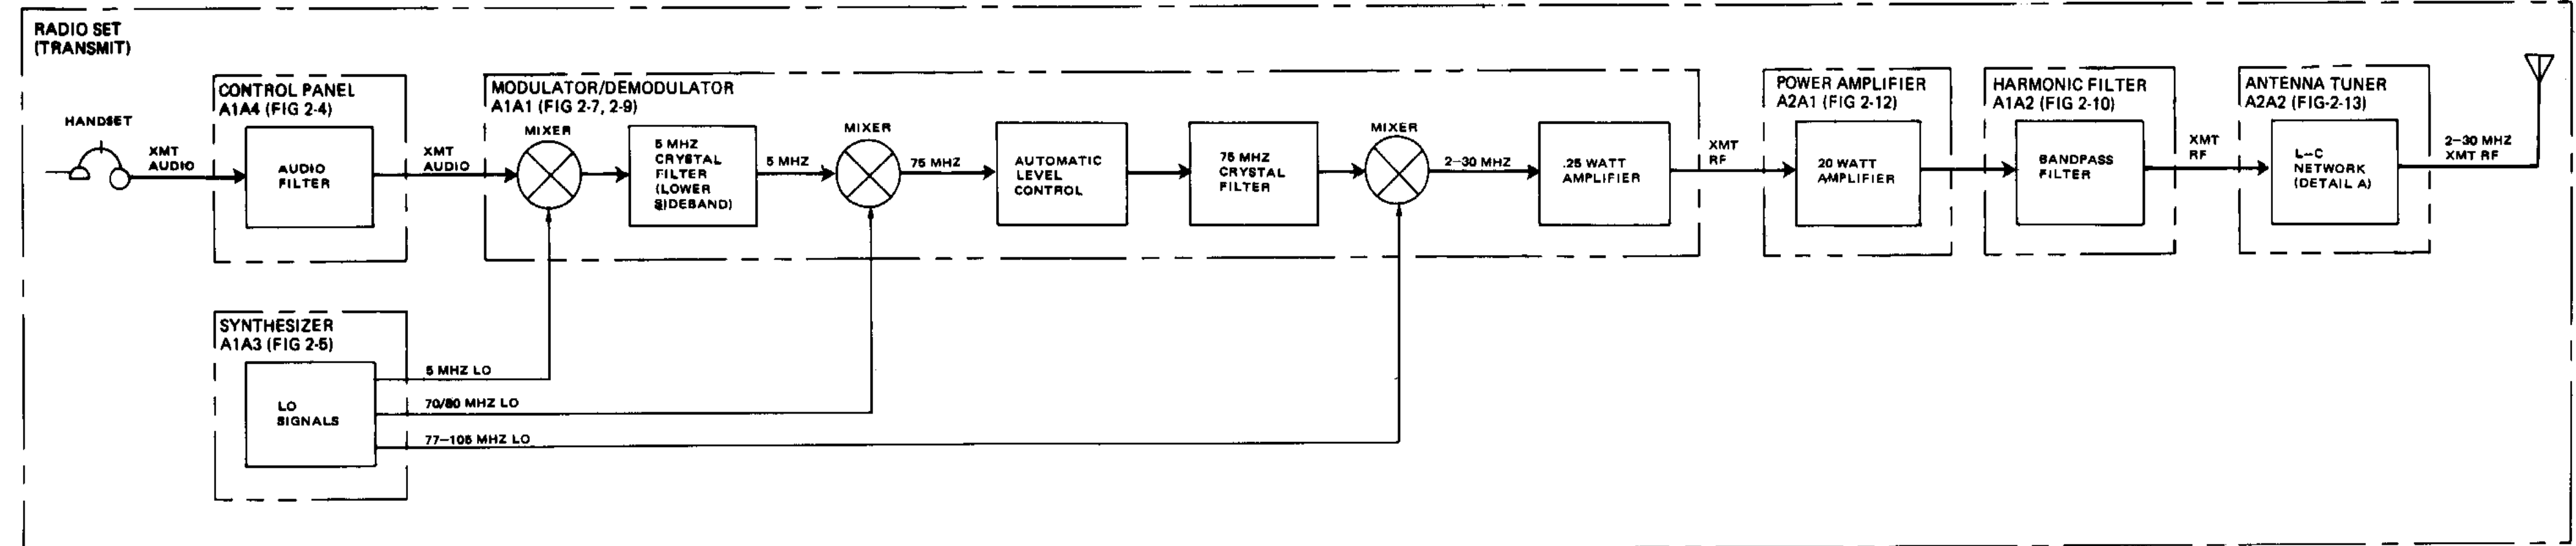 RADIO SET
(TRANSMIT)
HANDSET
XMT
AUDIO
CONTROL PANEL
A1A4 (FIG 2-4)
AUDIO
FILTER
XMT
AUDIO
MODULATOR/DEMODULATOR
A1A1 (FIG 2-7, 2-9)
MIXER
5 MHZ
CRYSTAL
FILTER
(LOWER
SIDEBAND)
5 MHZ
MIXER
75 MHZ
AUTOMATIC
LEVEL
CONTROL
75 MHZ
CRYSTAL
FILTER
MIXER
2–30 MHZ
.25 WATT
AMPLIFIER
XMT
RF
POWER AMPLIFIER
A2A1 (FIG 2-12)
20 WATT
AMPLIFIER
HARMONIC FILTER
A1A2 (FIG 2-10)
BANDPASS
FILTER
XMT
RF
ANTENNA TUNER
A2A2 (FIG-2-13)
L–C
NETWORK
(DETAIL A)
2–30 MHZ
XMT RF
SYNTHESIZER
A1A3 (FIG 2-5)
LO
SIGNALS
5 MHZ LO
70/80 MHZ LO
77–105 MHZ LO